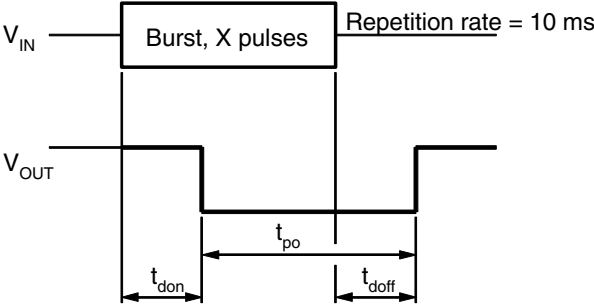 V_IN
Burst, X pulses
Repetition rate = 10 ms
V_OUT
t_po
t_don
t_doff